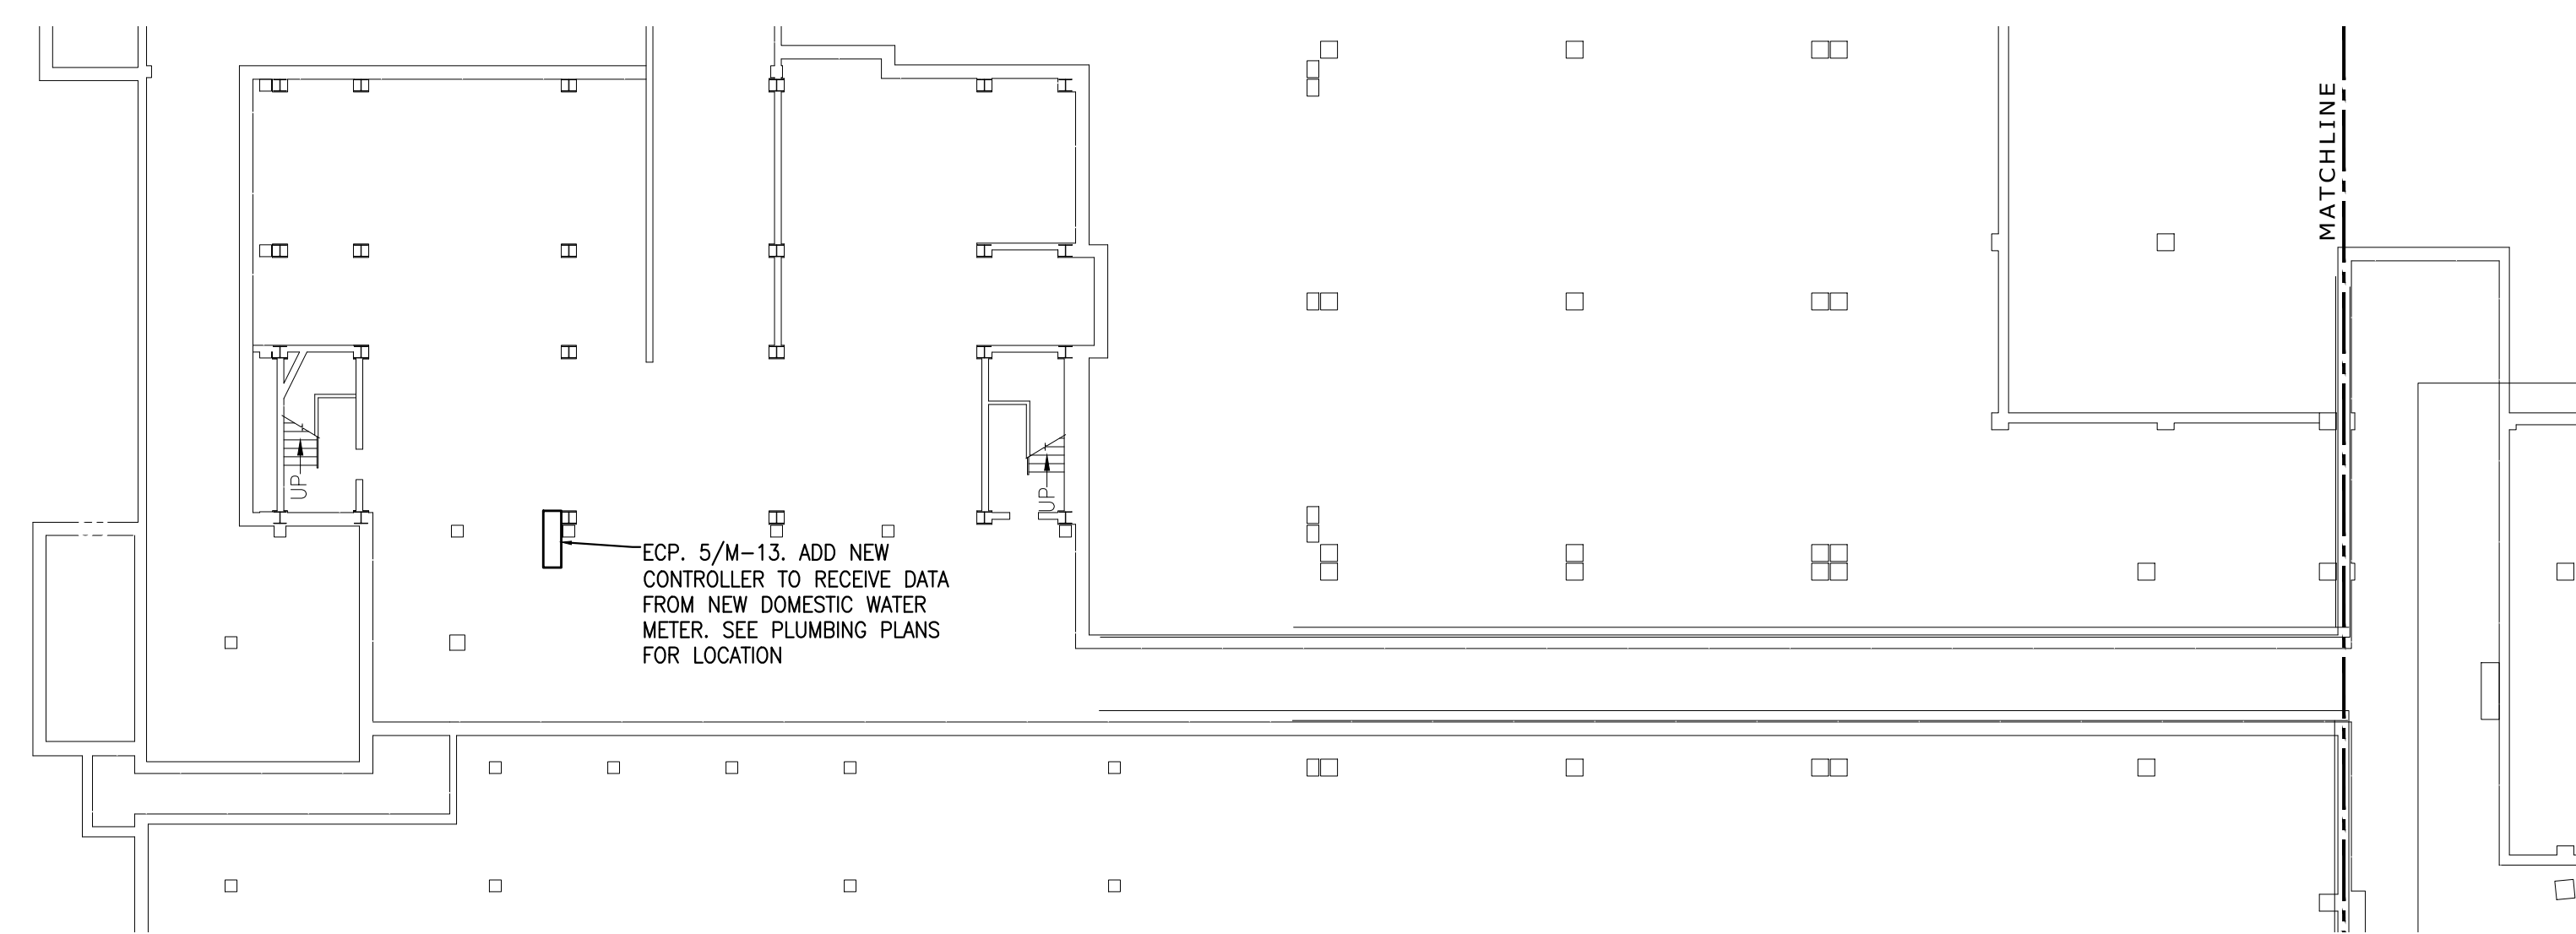 MATCHLINE
UP
UP
ECP. 5/M-13. ADD NEW
CONTROLLER TO RECEIVE DATA
FROM NEW DOMESTIC WATER
METER. SEE PLUMBING PLANS
FOR LOCATION